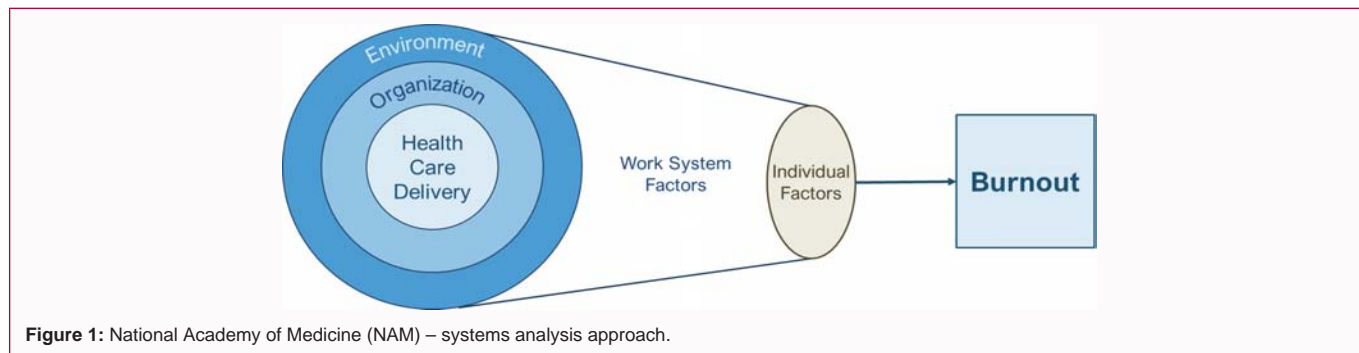 Environment
Organization
Health
Care
Delivery
Work System
Factors
Individual
Factors
Burnout
Figure 1: National Academy of Medicine (NAM) – systems analysis approach.